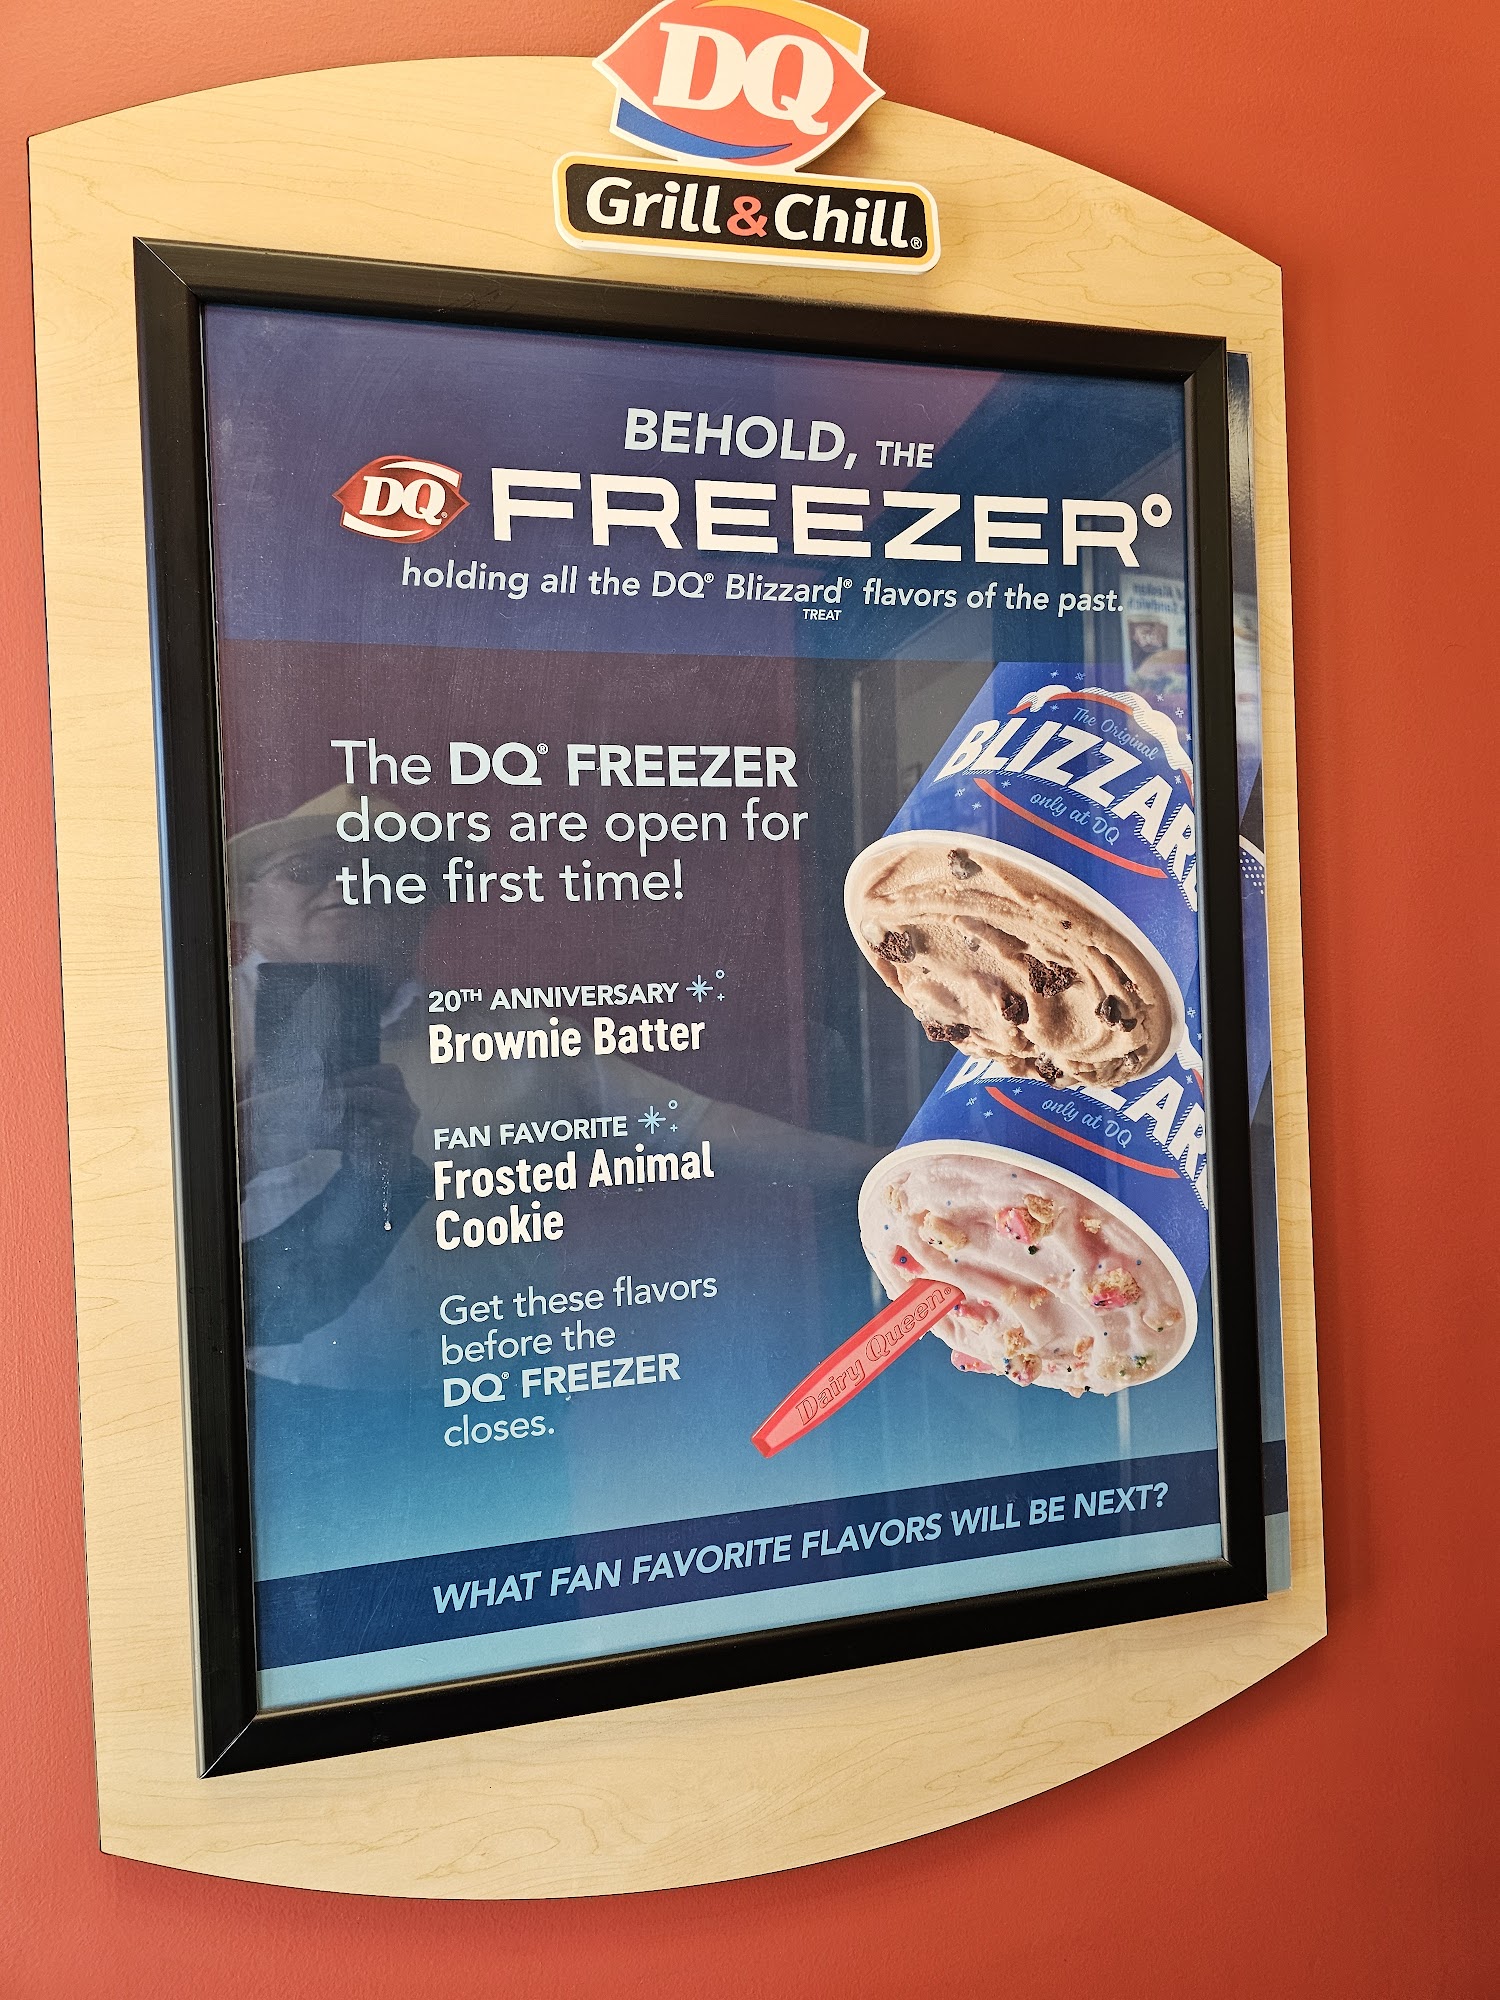 DQ
Grill & Chill®
BEHOLD, THE
DQ® FREEZER°
holding all the DQ® Blizzard® flavors of the past.
TREAT
The DQ® FREEZER
doors are open for
the first time!
20TH ANNIVERSARY
Brownie Batter
FAN FAVORITE
Frosted Animal
Cookie
Get these flavors
before the
DQ® FREEZER
closes.
The Original
BLIZZARD
only at DQ
BLIZZAR
only at DQ
Dairy Queen®
WHAT FAN FAVORITE FLAVORS WILL BE NEXT?